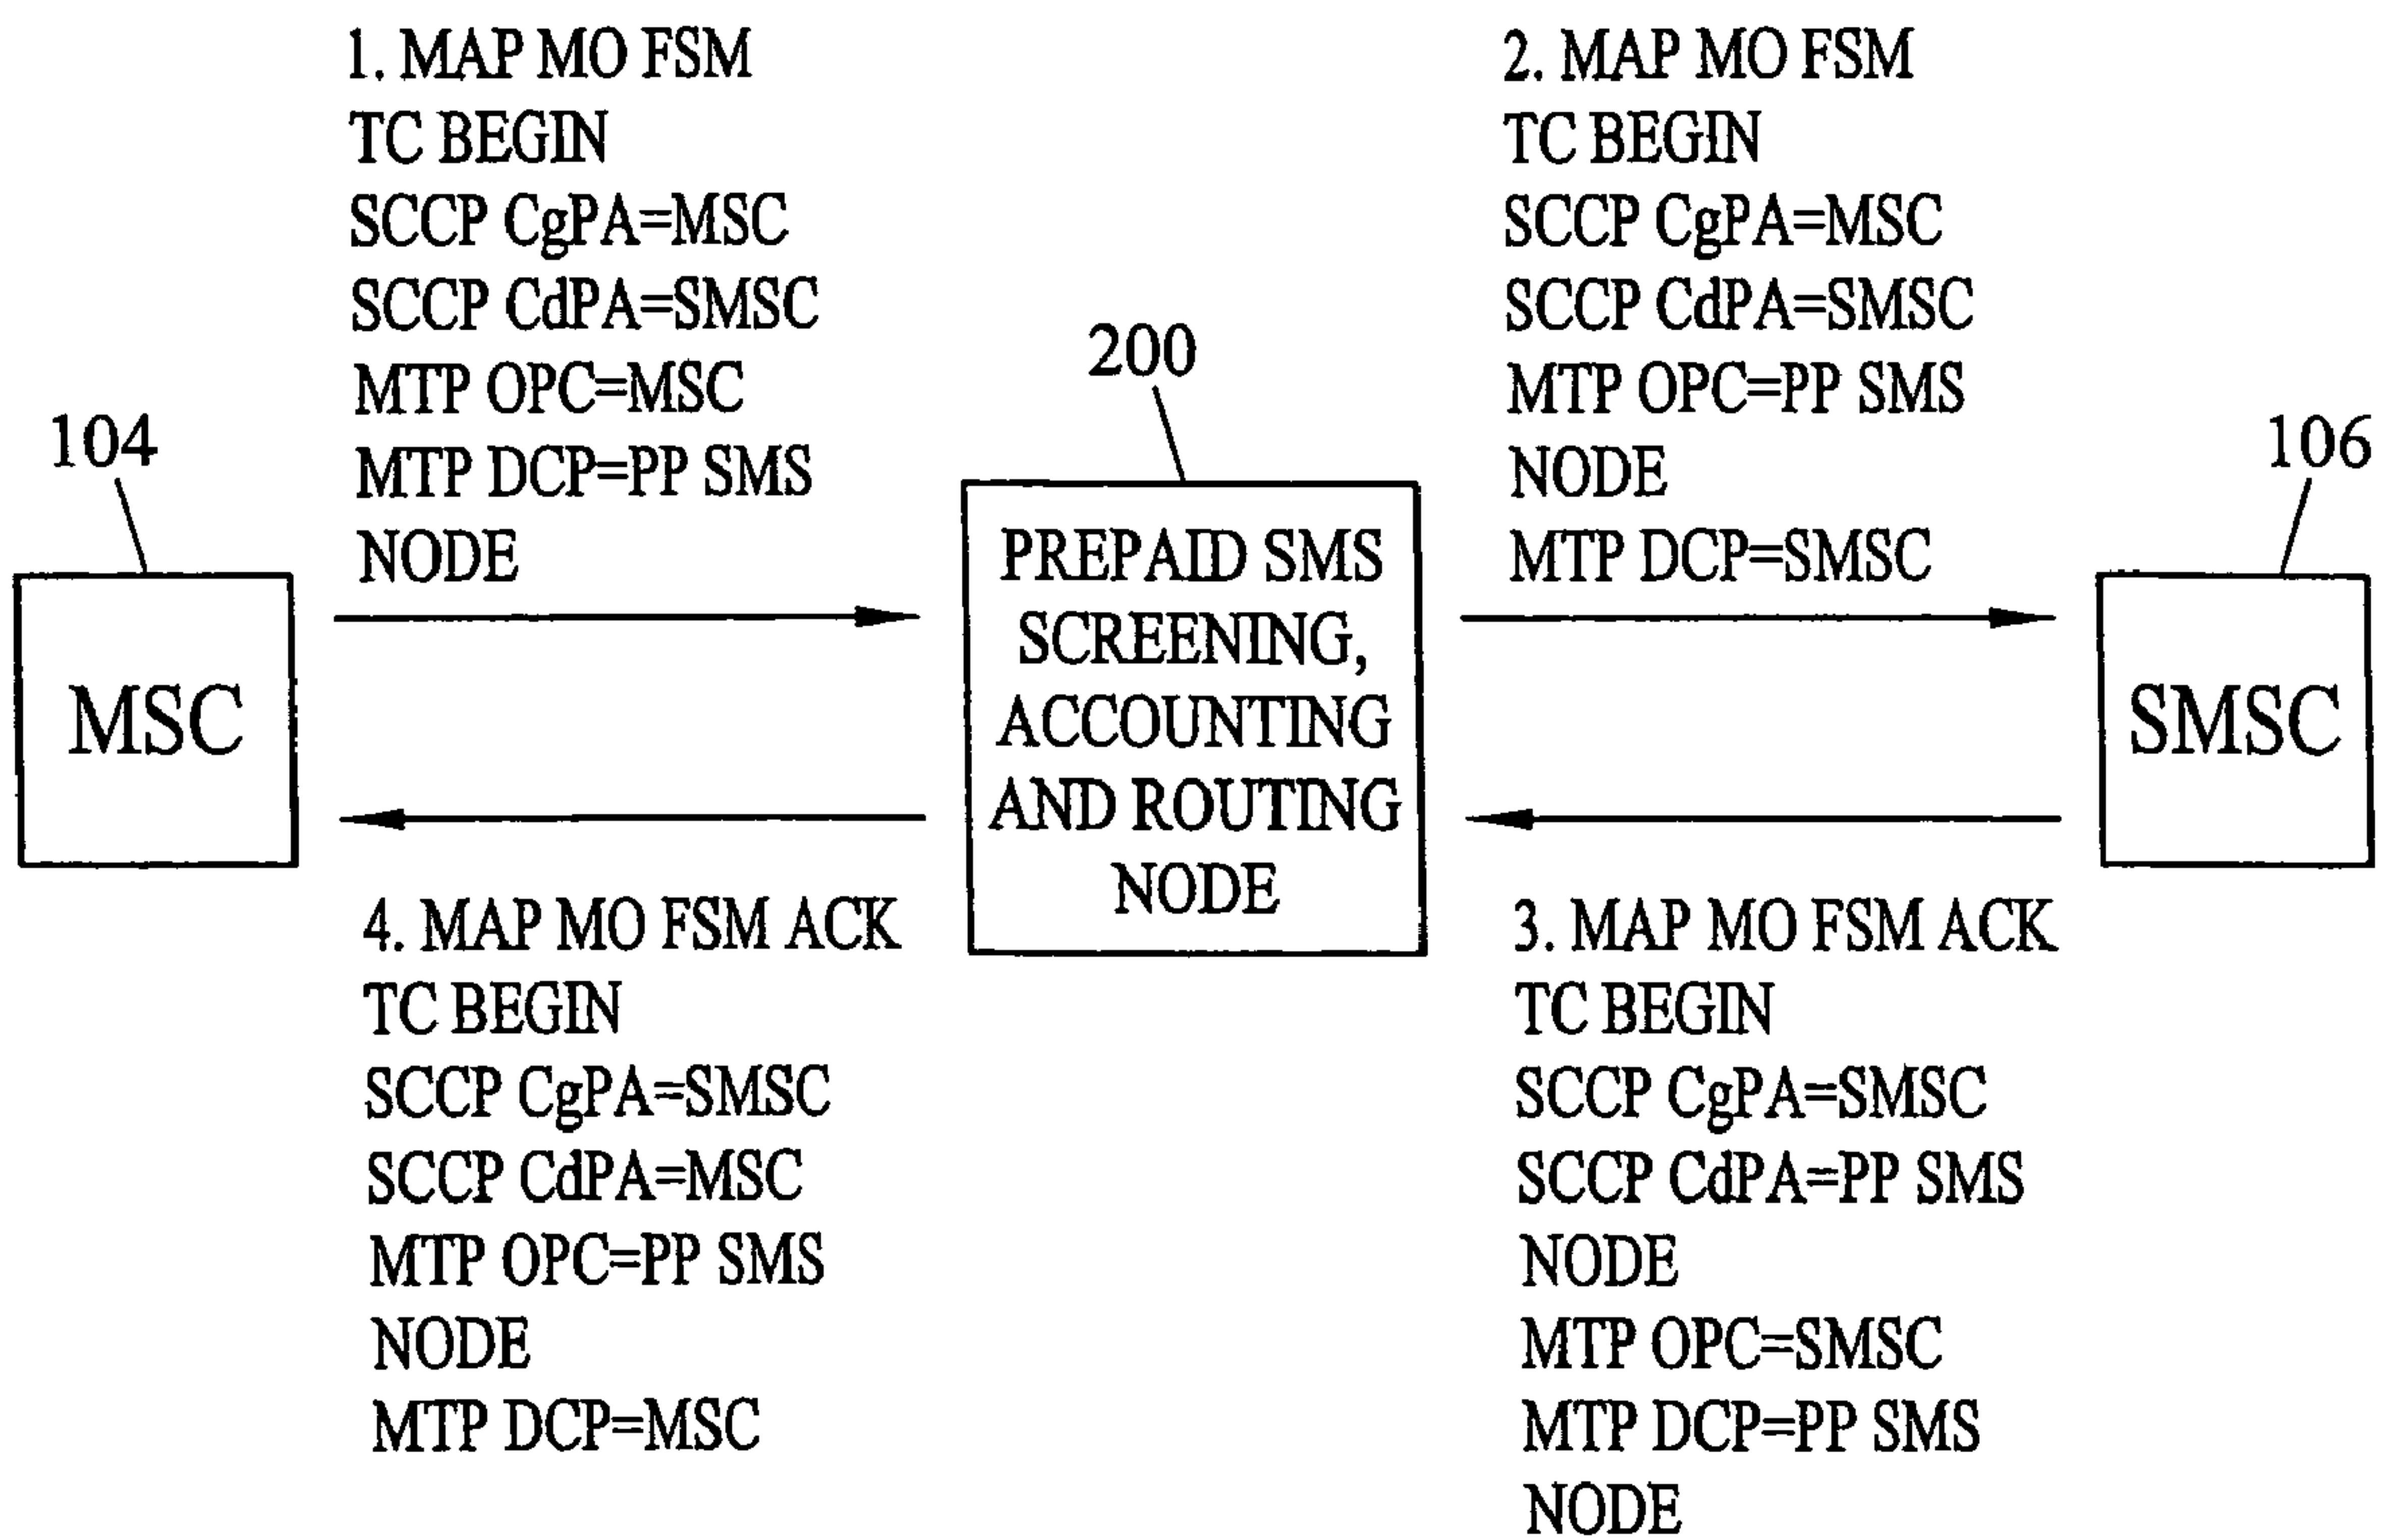 1. MAP MO FSM
TC BEGIN
SCCP CgPA=MSC
SCCP CdPA=SMSC
MTP OPC=MSC
MTP DCP=PP SMS
NODE
2. MAP MO FSM
TC BEGIN
SCCP CgPA=MSC
SCCP CdPA=SMSC
MTP OPC=PP SMS
NODE
MTP DCP=SMSC
104
MSC
200
PREPAID SMS
SCREENING,
ACCOUNTING
AND ROUTING
NODE
106
SMSC
4. MAP MO FSM ACK
TC BEGIN
SCCP CgPA=SMSC
SCCP CdPA=MSC
MTP OPC=PP SMS
NODE
MTP DCP=MSC
3. MAP MO FSM ACK
TC BEGIN
SCCP CgPA=SMSC
SCCP CdPA=PP SMS
NODE
MTP OPC=SMSC
MTP DCP=PP SMS
NODE